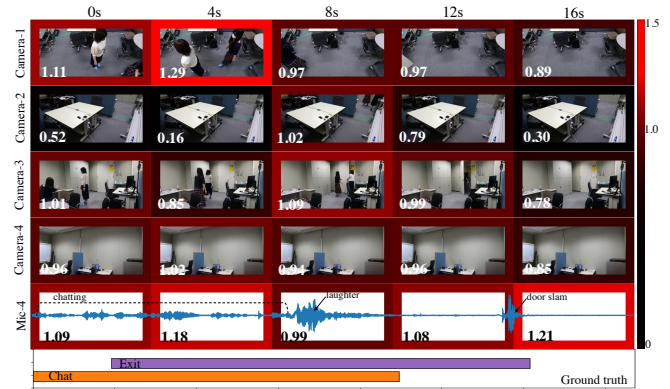 0s 4s 8s 12s 16s
Camera-1 1.11 1.29 0.97 0.97 0.89
Camera-2 0.52 0.16 1.02 0.79 0.30
Camera-3 1.01 0.85 1.09 0.99 0.78
Camera-4 0.96 1.02 0.94 0.96 0.85
chatting laughter door slam
Mic-4 1.09 1.18 0.99 1.08 1.21
1.5
1.0
0
Exit
Chat Ground truth